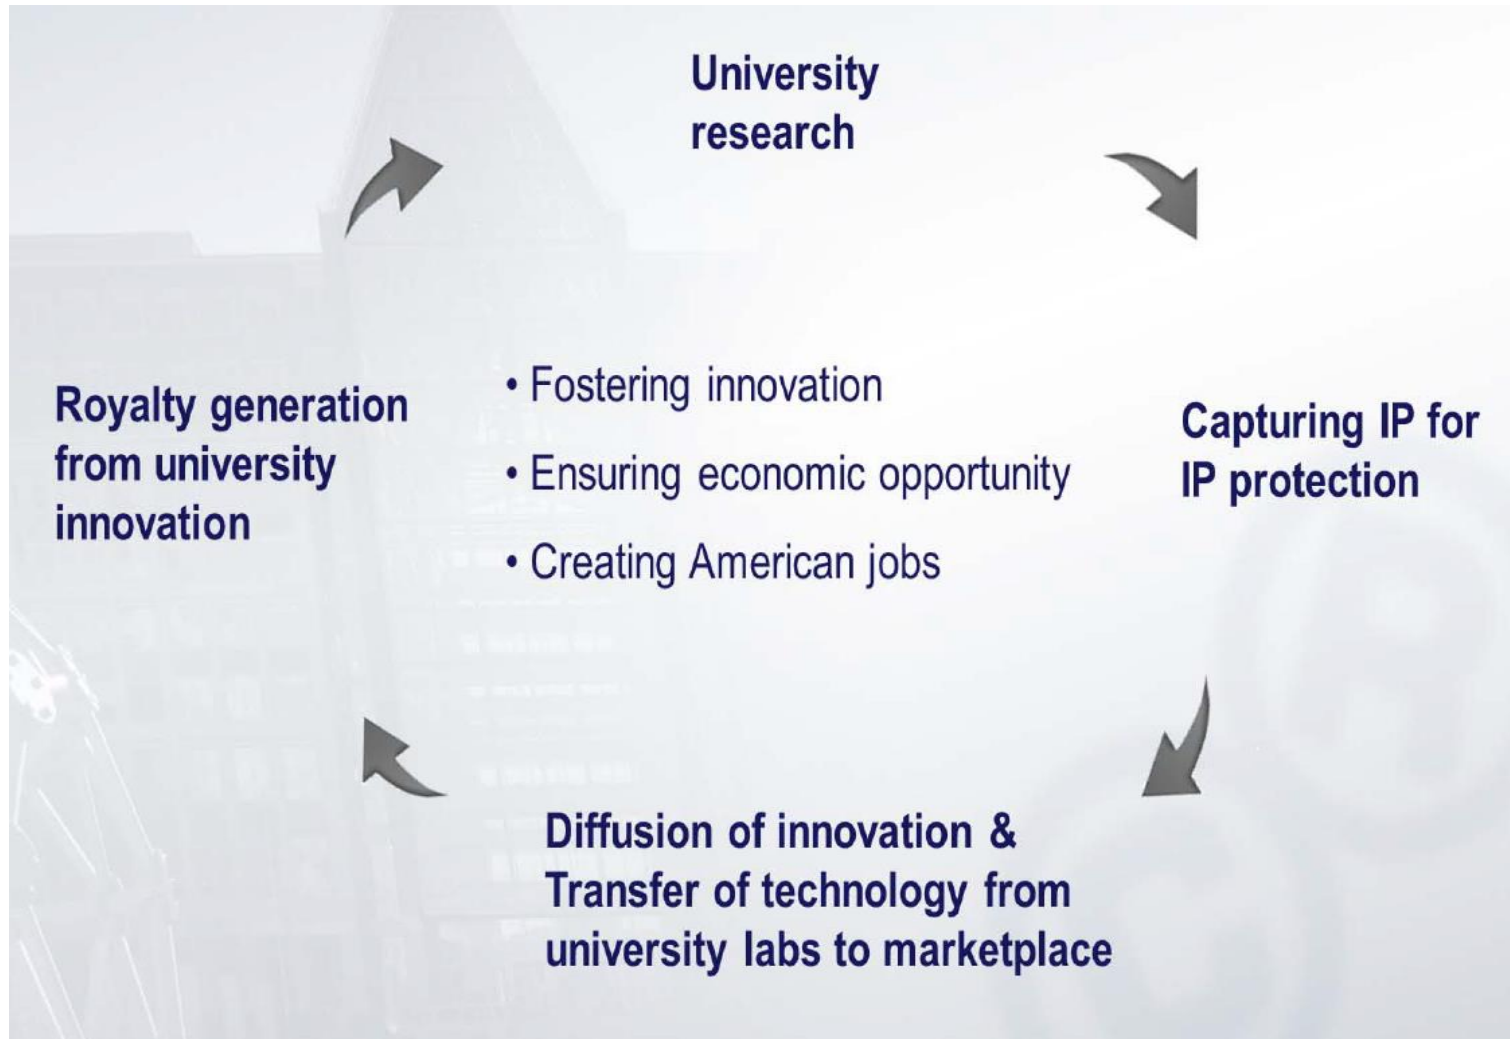 University
research
Royalty generation
from university
innovation
• Fostering innovation
• Ensuring economic opportunity
• Creating American jobs
Capturing IP for
IP protection
Diffusion of innovation &
Transfer of technology from
university labs to marketplace